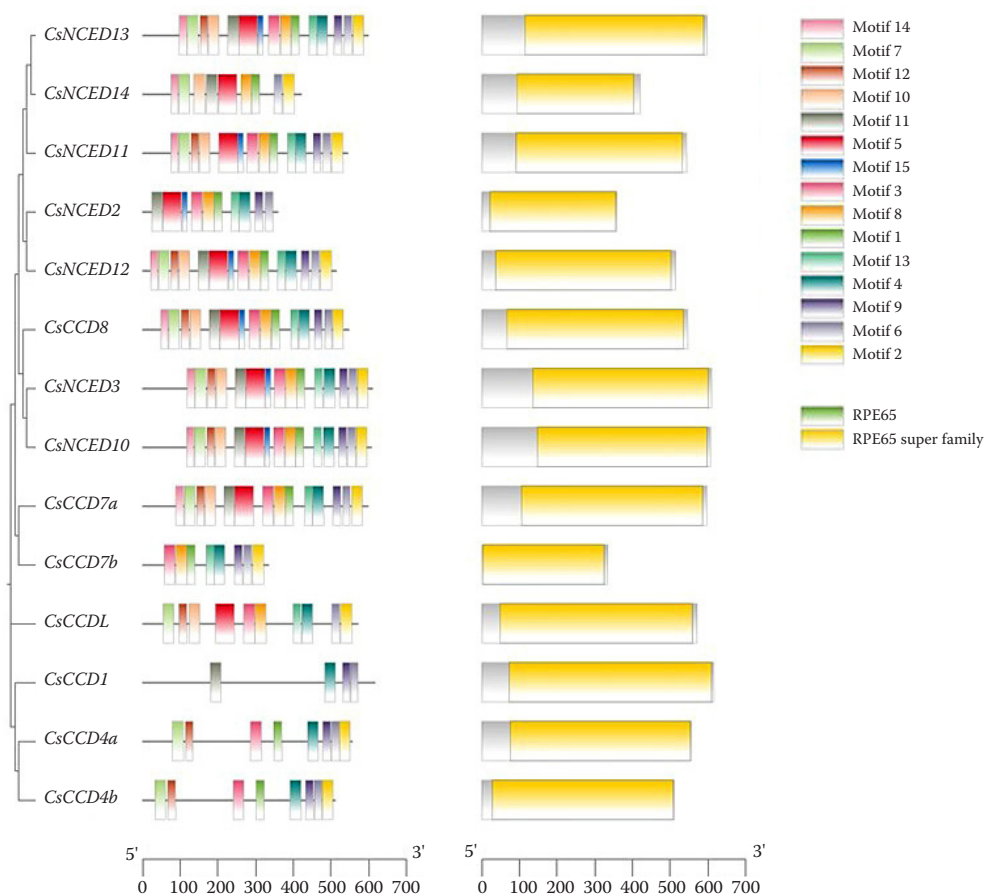 CsNCED13
CsNCED14
CsNCED11
CsNCED2
CsNCED12
CsCCD8
CsNCED3
CsNCED10
CsCCD7a
CsCCD7b
CsCCDL
CsCCD1
CsCCD4a
CsCCD4b
5' 3'
0 100 200 300 400 500 600 700
5' 3'
0 100 200 300 400 500 600 700
Motif 14
Motif 7
Motif 12
Motif 10
Motif 11
Motif 5
Motif 15
Motif 3
Motif 8
Motif 1
Motif 13
Motif 4
Motif 9
Motif 6
Motif 2
RPE65
RPE65 super family